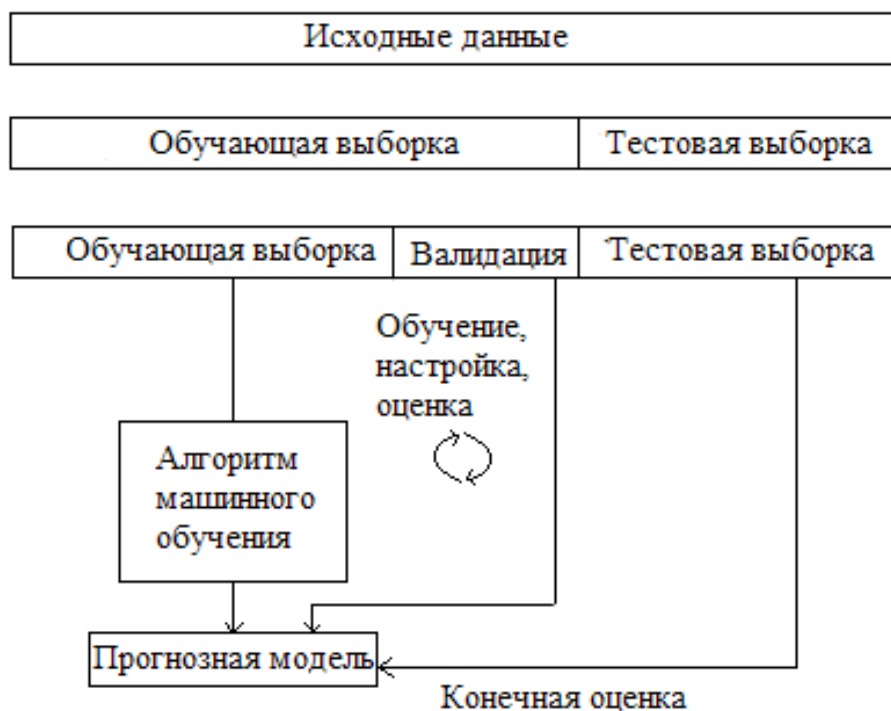 Исходные данные
Обучающая выборка
Тестовая выборка
Обучающая выборка
Валидация
Тестовая выборка
Обучение,
настройка,
оценка
Алгоритм
машинного
обучения
Прогнозная модель
Конечная оценка